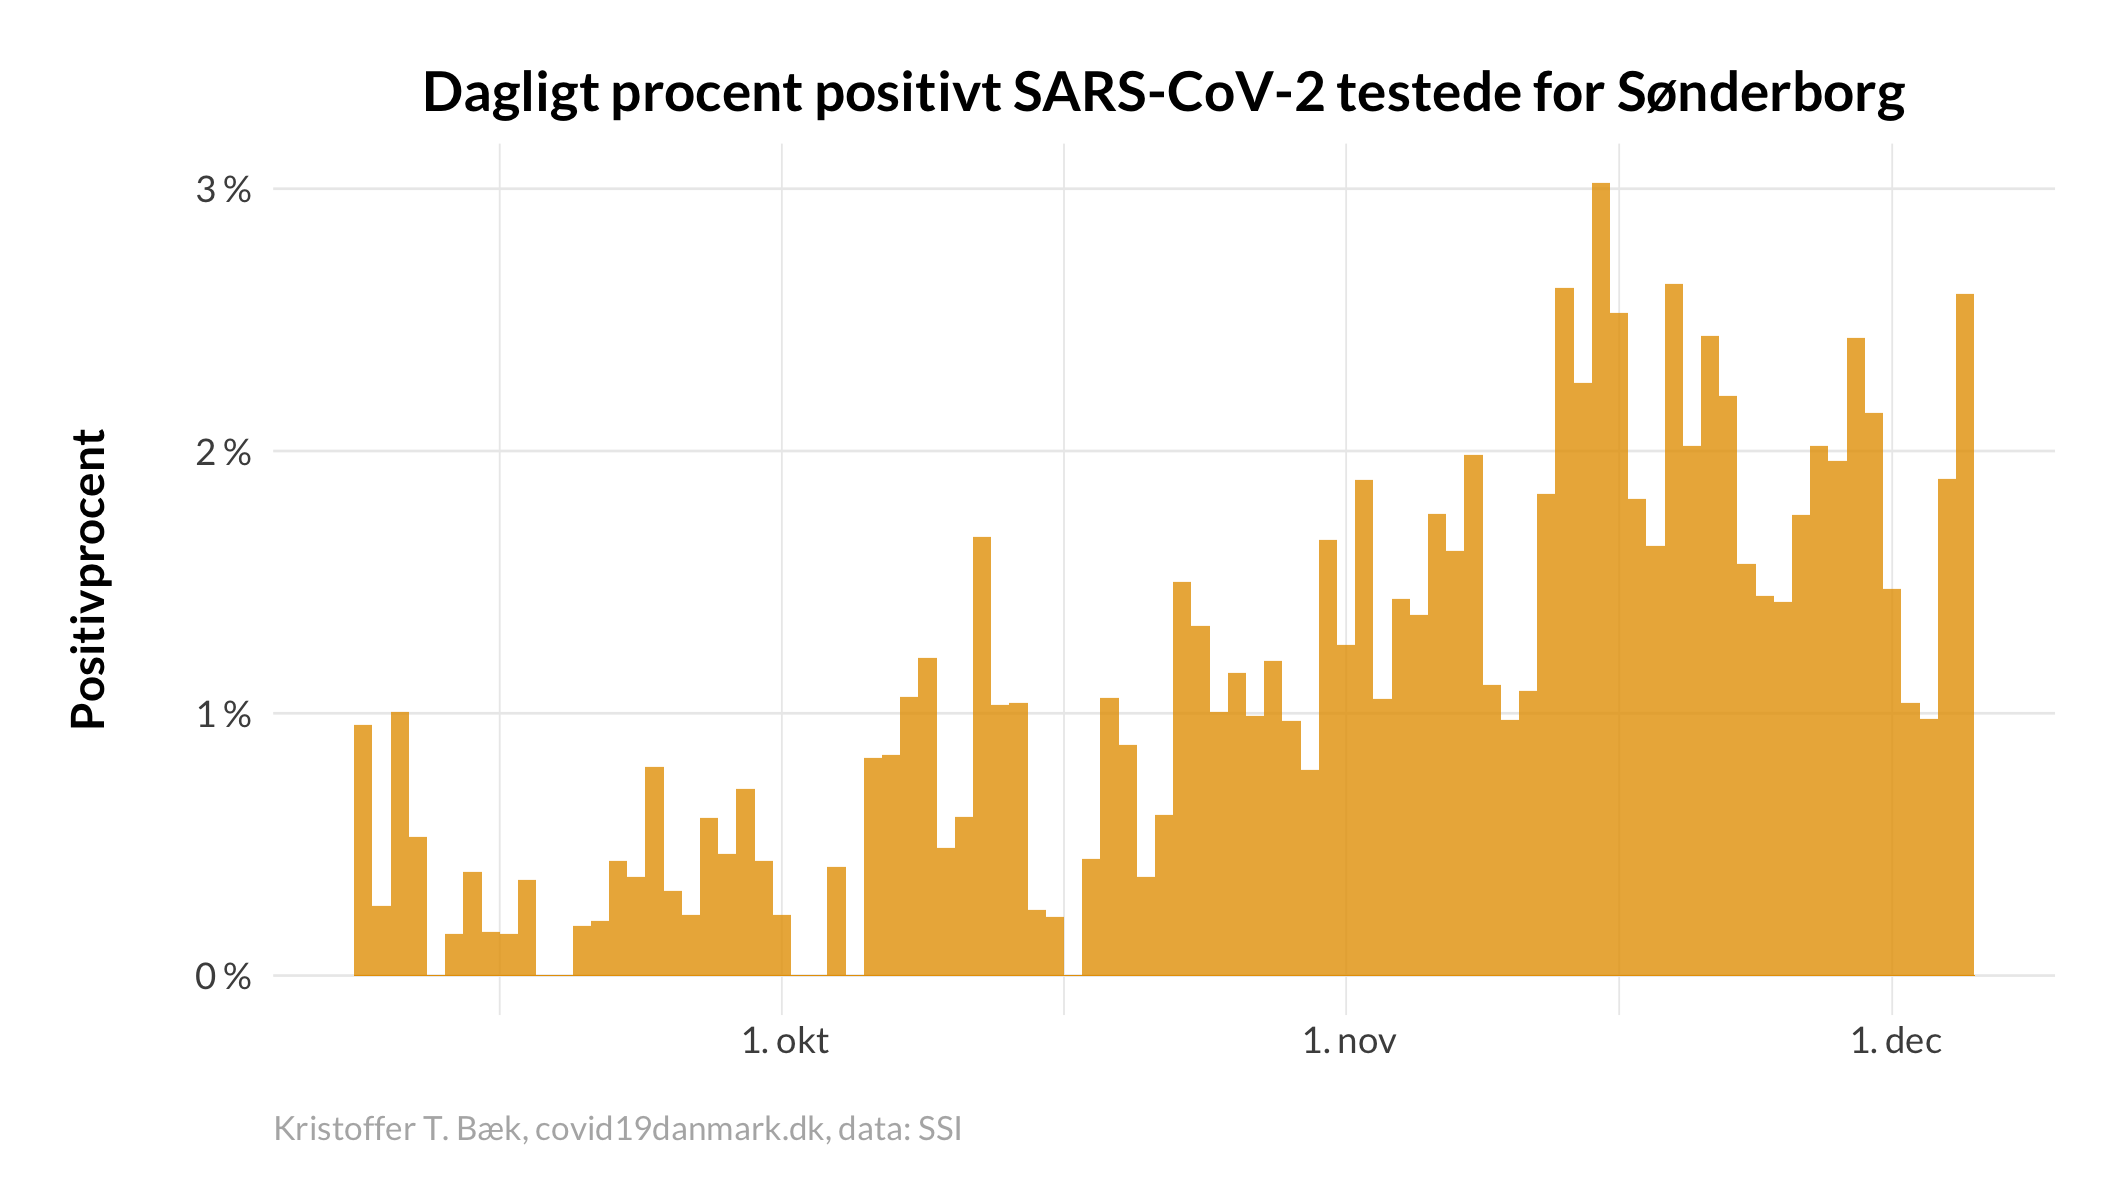 Dagligt procent positivt SARS-CoV-2 testede for Sønderborg
3 %
2 %
1 %
0 %
Positivprocent
1. okt
1. nov
1. dec
Kristoffer T. Bæk, covid19danmark.dk, data: SSI